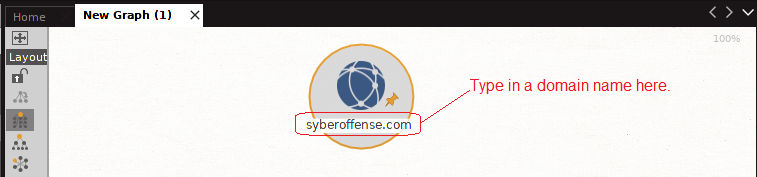 Home
New Graph (1)
100%
Layout
Type in a domain name here.
syberoffense.com